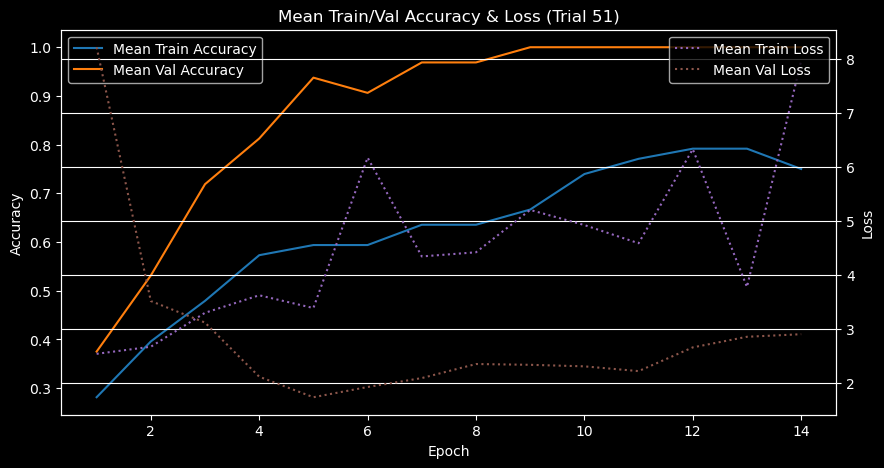 Mean Train/Val Accuracy & Loss (Trial 51)
Mean Train Accuracy
Mean Val Accuracy
Mean Train Loss
Mean Val Loss
1.0
0.9
0.8
0.7
0.6
0.5
0.4
0.3
Accuracy
8
7
6
5
4
3
2
Loss
2 4 6 8 10 12 14
Epoch